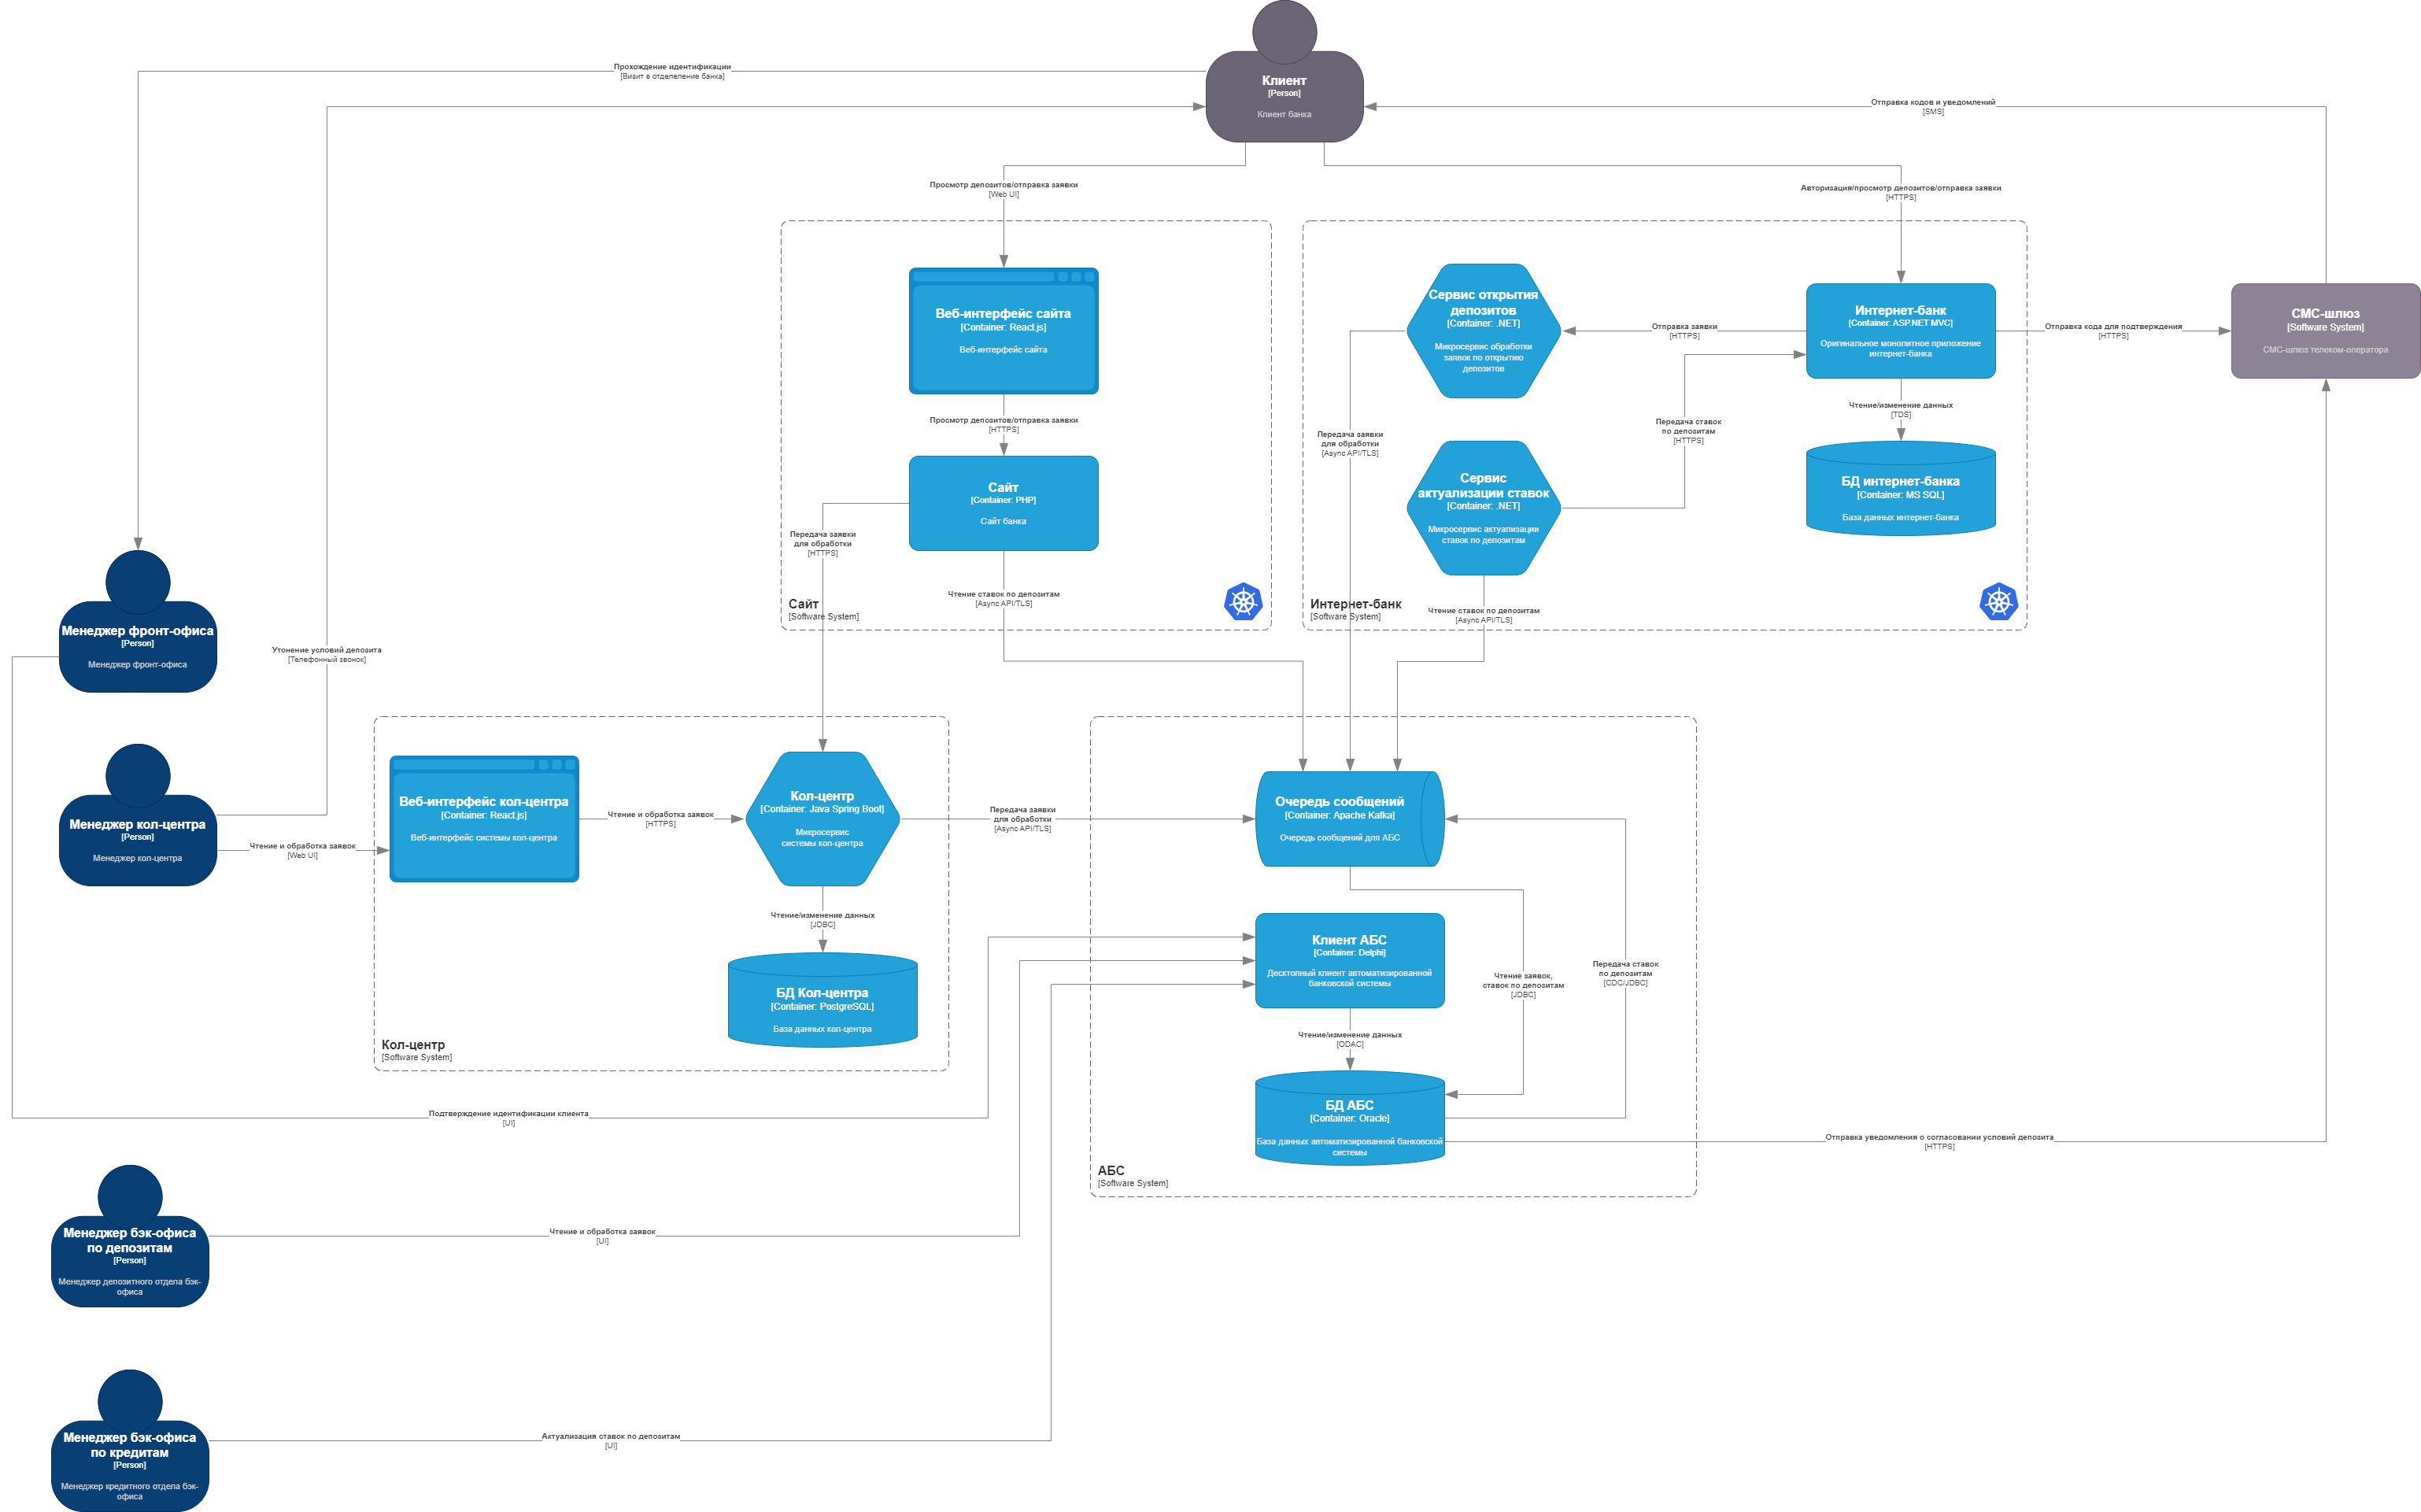 Клиент
[Person]
Клиент банка
Прохождение идентификации
[Визит в отделеление банка]
Отправка кодов и уведомлений
[SMS]
Просмотр депозитов/отправка заявки
[Web UI]
Авторизация/просмотр депозитов/отправка заявки
[HTTPS]
Веб-интерфейс сайта
[Container: React.js]
Веб-интерфейс сайта
Просмотр депозитов/отправка заявки
[HTTPS]
Сайт
[Container: PHP]
Сайт банка
Передача заявки
для обработки
[HTTPS]
Чтение ставок по депозитам
[Async API/TLS]
Сайт
[Software System]
Сервис открытия
депозитов
[Container: .NET]
Микросервис обработки
заявок по открытию
депозитов
Отправка заявки
[HTTPS]
Интернет-банк
[Container: ASP.NET MVC]
Оригинальное монолитное приложение
интернет-банка
Отправка кода для подтверждения
[HTTPS]
СМС-шлюз
[Software System]
СМС-шлюз телеком-оператора
Передача заявки
для обработки
[Async API/TLS]
Передача ставок
по депозитам
[HTTPS]
Чтение/изменение данных
[TDS]
Сервис
актуализации ставок
[Container: .NET]
Микросервис актуализации
ставок по депозитам
БД интернет-банка
[Container: MS SQL]
База данных интернет-банка
Интернет-банк
[Software System]
Чтение ставок по депозитам
[Async API/TLS]
Менеджер фронт-офиса
[Person]
Менеджер фронт-офиса
Утонение условий депозита
[Телефонный звонок]
Менеджер кол-центра
[Person]
Менеджер кол-центра
Чтение и обработка заявок
[Web UI]
Веб-интерфейс кол-центра
[Container: React.js]
Веб-интерфейс системы кол-центра
Чтение и обработка заявок
[HTTPS]
Кол-центр
[Container: Java Spring Boot]
Микросервис
системы кол-центра
Передача заявки
для обработки
[Async API/TLS]
Очередь сообщений
[Container: Apache Kafka]
Очередь сообщений для АБС
Чтение/изменение данных
[JDBC]
БД Кол-центра
[Container: PostgreSQL]
База данных кол-центра
Кол-центр
[Software System]
Клиент АБС
[Container: Delphi]
Десктопный клиент автоматизированной
банковской системы
Чтение заявок,
ставок по депозитам
[JDBC]
Передача ставок
по депозитам
[CDC/JDBC]
Чтение/изменение данных
[ODAC]
БД АБС
[Container: Oracle]
База данных автоматизированной банковской
системы
Подтверждение идентификации клиента
[UI]
Отправка уведомления о согласовании условий депозита
[HTTPS]
АБС
[Software System]
Менеджер бэк-офиса
по депозитам
[Person]
Менеджер депозитного отдела бэк-
офиса
Чтение и обработка заявок
[UI]
Менеджер бэк-офиса
по кредитам
[Person]
Менеджер кредитного отдела бэк-
офиса
Актуализация ставок по депозитам
[UI]